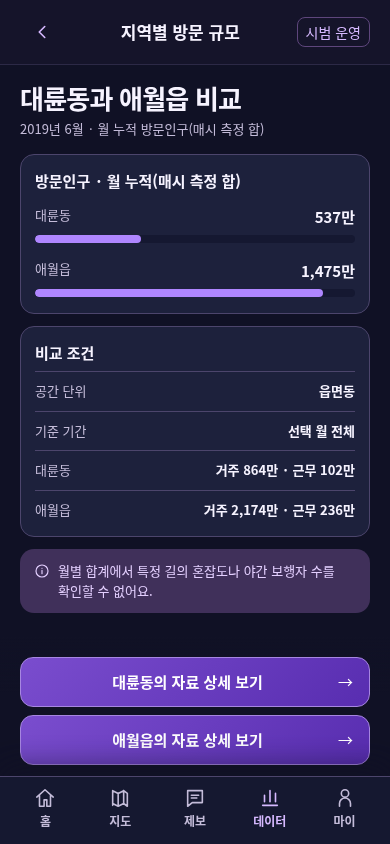 지역별 방문 규모
시범 운영
대륜동과 애월읍 비교
2019년 6월 · 월 누적 방문인구(매시 측정 합)
방문인구 · 월 누적(매시 측정 합)
대륜동 537만
애월읍 1,475만
비교 조건
공간 단위 읍면동
기준 기간 선택 월 전체
대륜동 거주 864만 · 근무 102만
애월읍 거주 2,174만 · 근무 236만
월별 합계에서 특정 길의 혼잡도나 야간 보행자 수를
확인할 수 없어요.
대륜동의 자료 상세 보기 →
애월읍의 자료 상세 보기 →
홈 지도 제보 데이터 마이